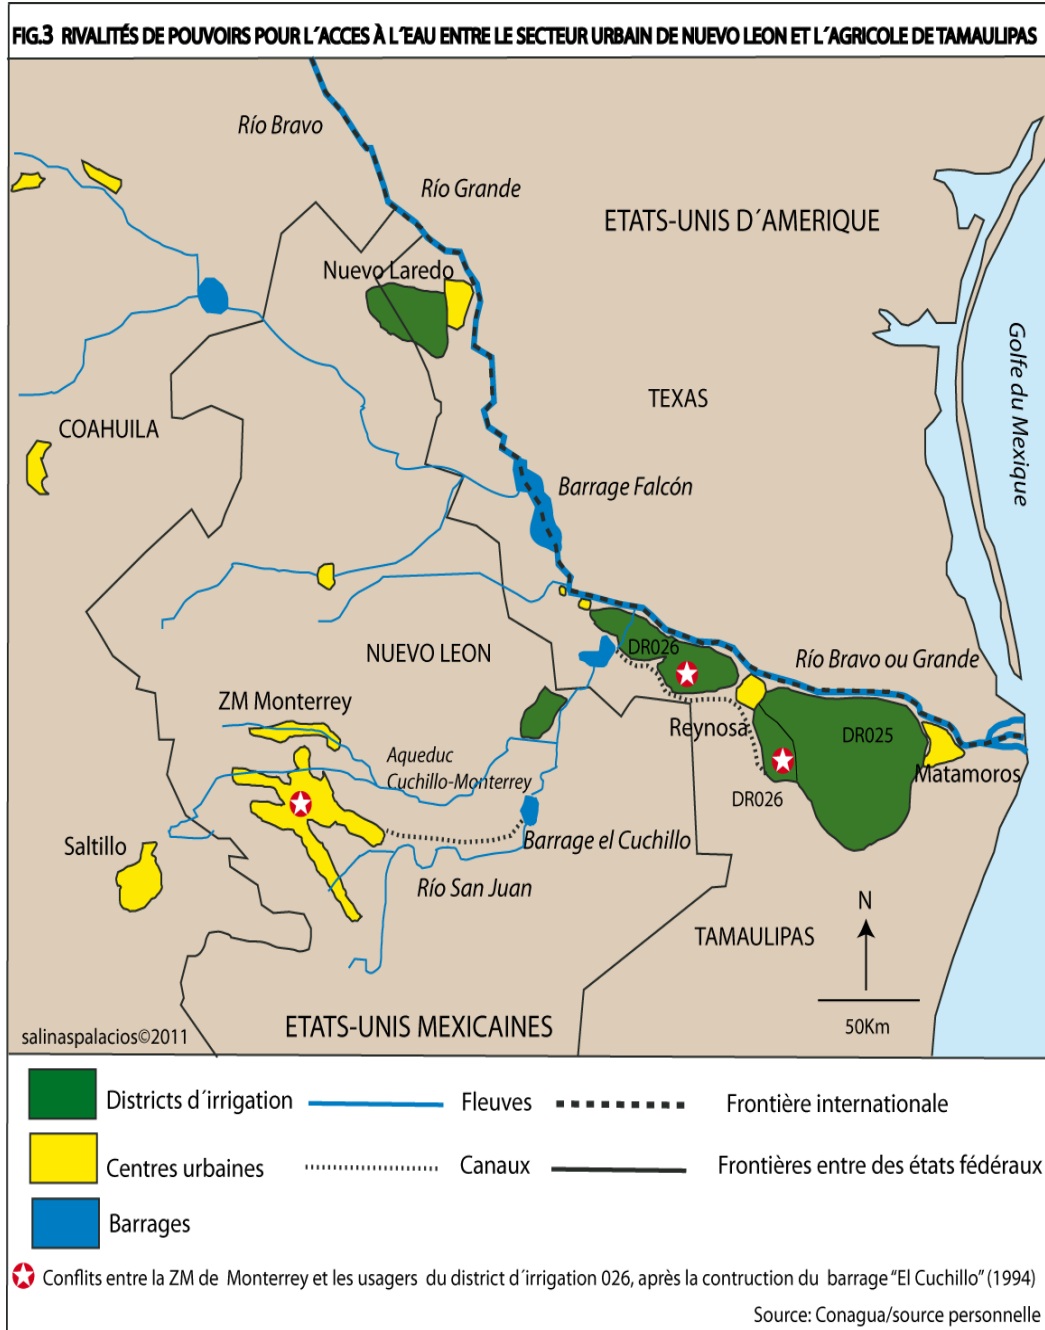 FIG.3 RIVALITÉS DE POUVOIRS POUR L´ACCES À L´EAU ENTRE LE SECTEUR URBAIN DE NUEVO LEON ET L´AGRICOLE DE TAMAULIPAS
Río Bravo
Río Grande
ETATS-UNIS D´AMERIQUE
Nuevo Laredo
Golfe du Mexique
TEXAS
COAHUILA
Barrage Falcón
NUEVO LEON
DR026
Río Bravo ou Grande
ZM Monterrey
Reynosa
DR025
Aqueduc
Cuchillo-Monterrey
Matamoros
DR026
Saltillo
Barrage el Cuchillo
Río San Juan
N
TAMAULIPAS
50Km
ETATS-UNIS MEXICAINES
salinaspalacios©2011
Districts d´irrigation
Fleuves
Frontière internationale
Centres urbaines
Canaux
Frontières entre des états fédéraux
Barrages
Conflits entre la ZM de Monterrey et les usagers du district d´irrigation 026, après la contruction du barrage “El Cuchillo” (1994)
Source: Conagua/source personnelle